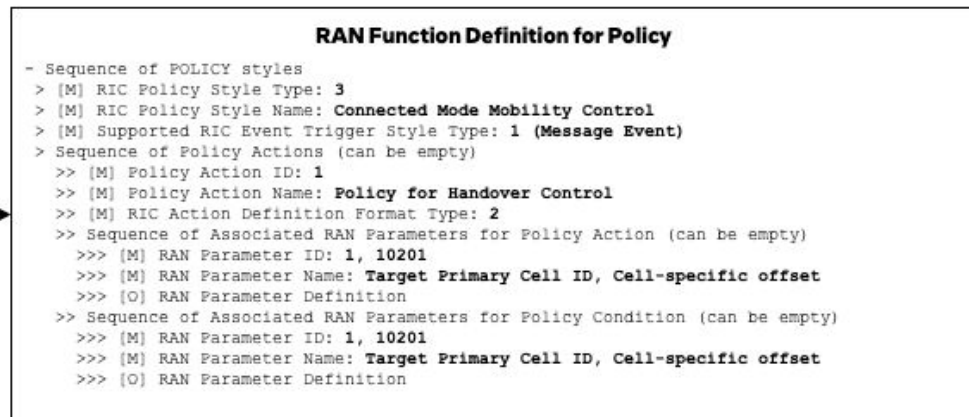 RAN Function Definition for Policy
- Sequence of POLICY styles
> [M] RIC Policy Style Type: 3
> [M] RIC Policy Style Name: Connected Mode Mobility Control
> [M] Supported RIC Event Trigger Style Type: 1 (Message Event)
> Sequence of Policy Actions (can be empty)
>> [M] Policy Action ID: 1
>> [M] Policy Action Name: Policy for Handover Control
>> [M] RIC Action Definition Format Type: 2
>> Sequence of Associated RAN Parameters for Policy Action (can be empty)
>>> [M] RAN Parameter ID: 1, 10201
>>> [M] RAN Parameter Name: Target Primary Cell ID, Cell-specific offset
>>> [O] RAN Parameter Definition
>> Sequence of Associated RAN Parameters for Policy Condition (can be empty)
>>> [M] RAN Parameter ID: 1, 10201
>>> [M] RAN Parameter Name: Target Primary Cell ID, Cell-specific offset
>>> [O] RAN Parameter Definition